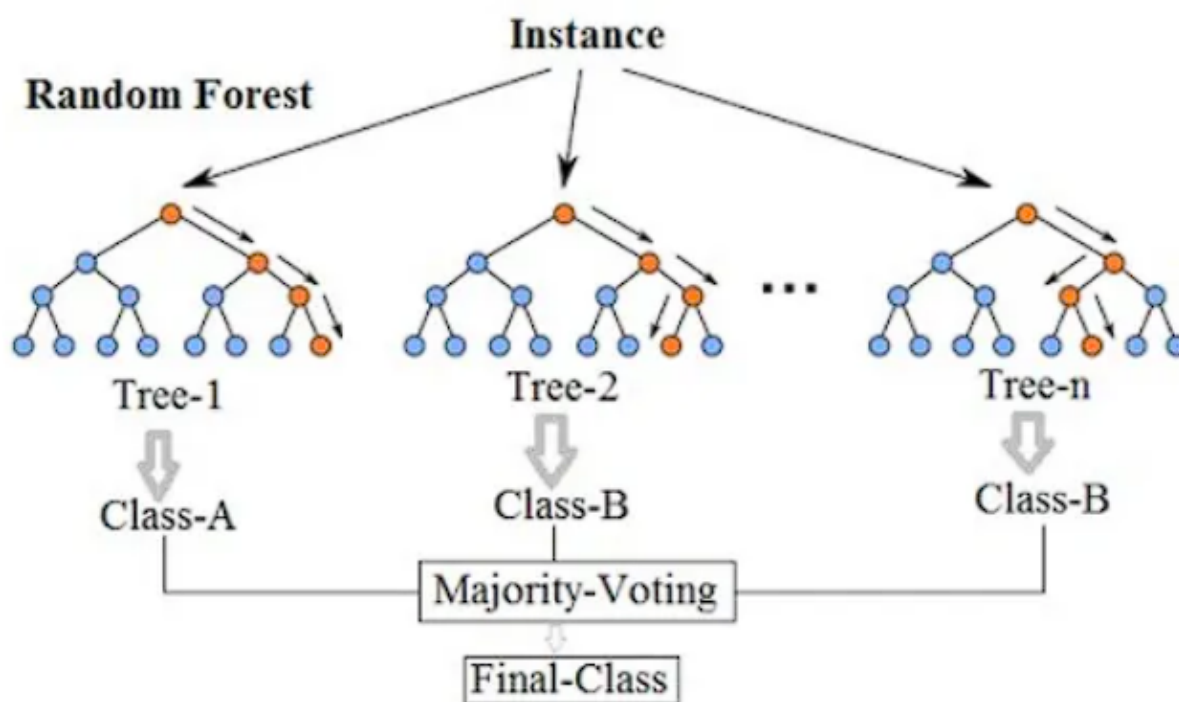 Instance
Random Forest
...
Tree-1
Tree-2
Tree-n
Class-A
Class-B
Class-B
Majority-Voting
Final-Class